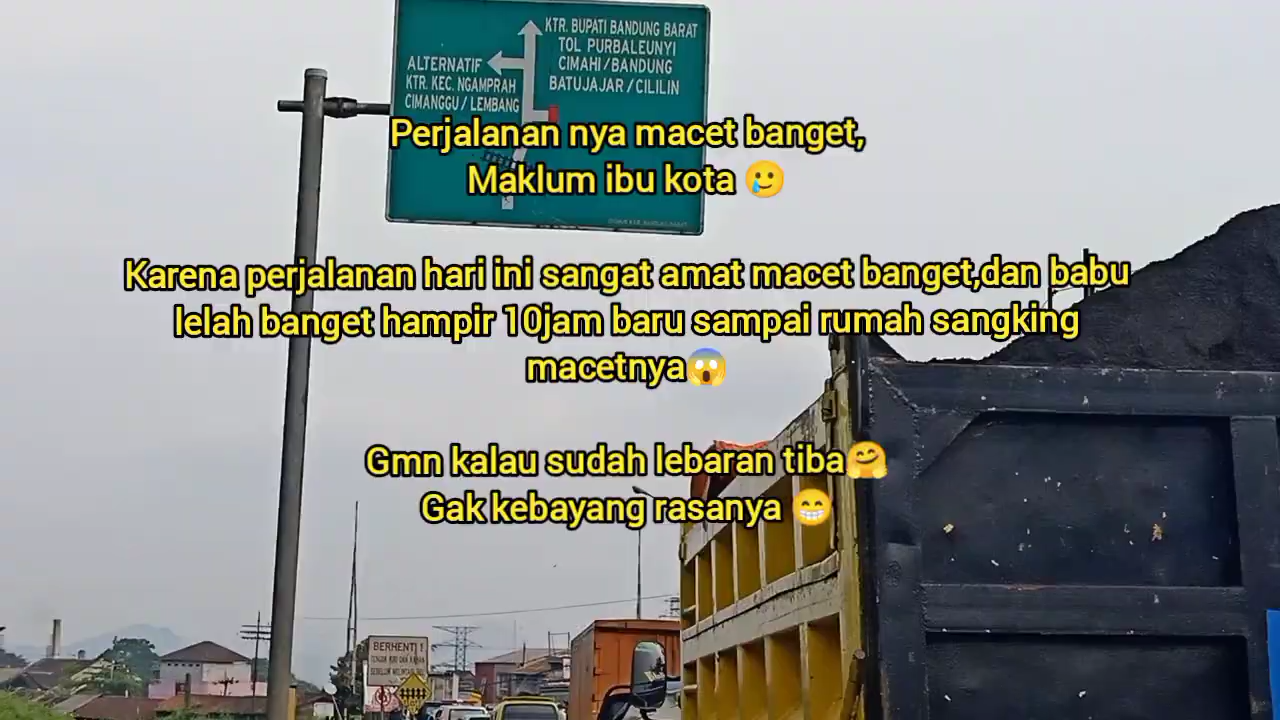 KTR. BUPATI BANDUNG BARAT
TOL PURBALEUNYI
CIMAHI/BANDUNG
BATUJAJAR/CILILIN
ALTERNATIF
KTR. KEC. NGAMPRAH
CIMANGGU/LEMBANG
Perjalanan nya macet banget,
Maklum ibu kota 🥲
Karena perjalanan hari ini sangat amat macet banget,dan babu
lelah banget hampir 10jam baru sampai rumah sangking
macetnya😱
Gmn kalau sudah lebaran tiba🤗
Gak kebayang rasanya 😁
BERHENTI !